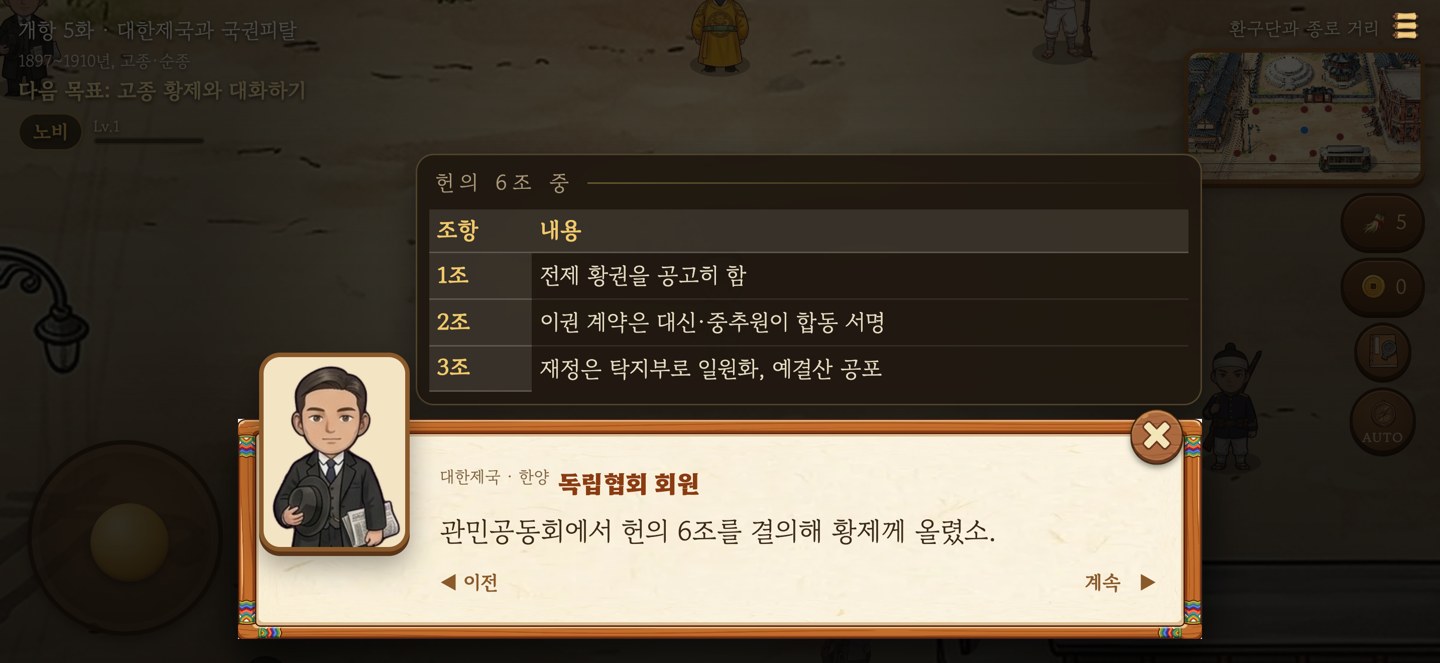 개항 5화 · 대한제국과 국권피탈
1897~1910년, 고종·순종
다음 목표: 고종 황제와 대화하기
노비 Lv.1
환구단과 종로 거리
5
0
AUTO
헌의 6조 중
조항 내용
1조 전제 황권을 공고히 함
2조 이권 계약은 대신·중추원이 합동 서명
3조 재정은 탁지부로 일원화, 예결산 공포
대한제국 · 한양 독립협회 회원
관민공동회에서 헌의 6조를 결의해 황제께 올렸소.
◀ 이전
계속 ▶